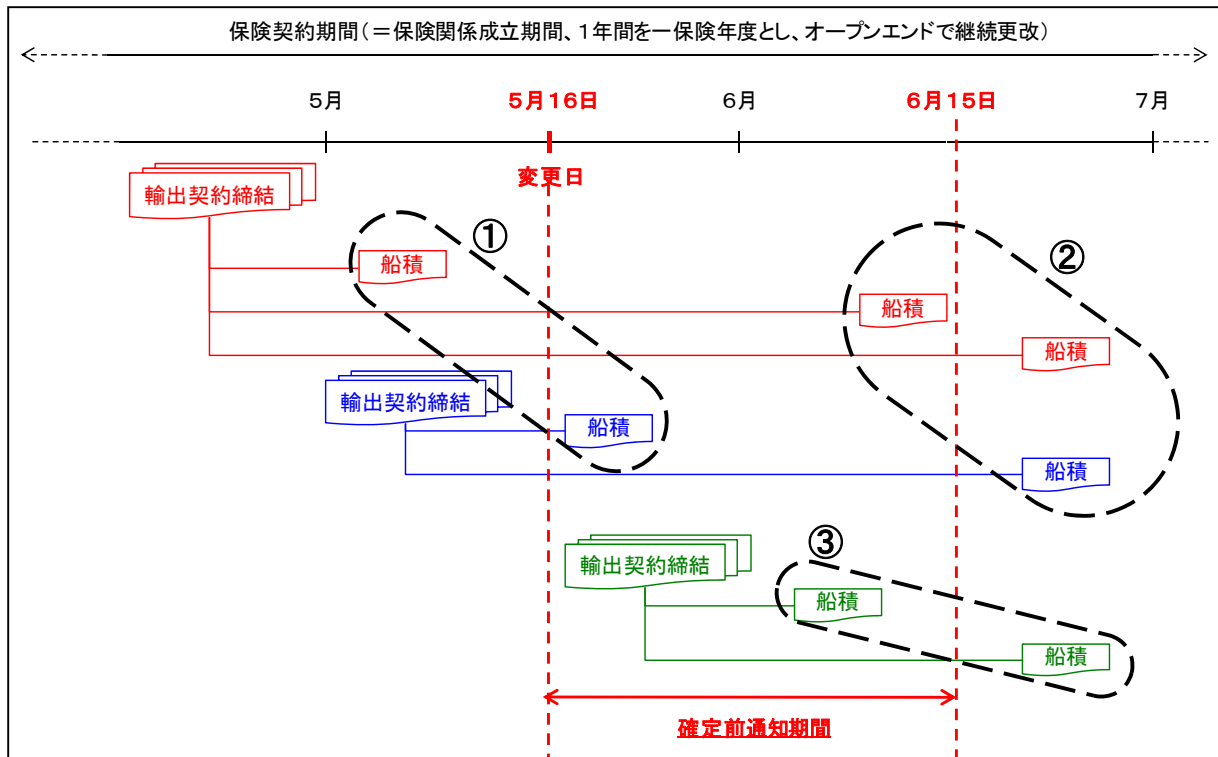 保険契約期間(=保険関係成立期間、1年間を一保険年度とし、オープンエンドで継続更改)
5月
5月16日
6月
6月15日
7月
変更日
輸出契約締結
①
船積
②
船積
船積
輸出契約締結
船積
船積
③
輸出契約締結
船積
船積
確定前通知期間